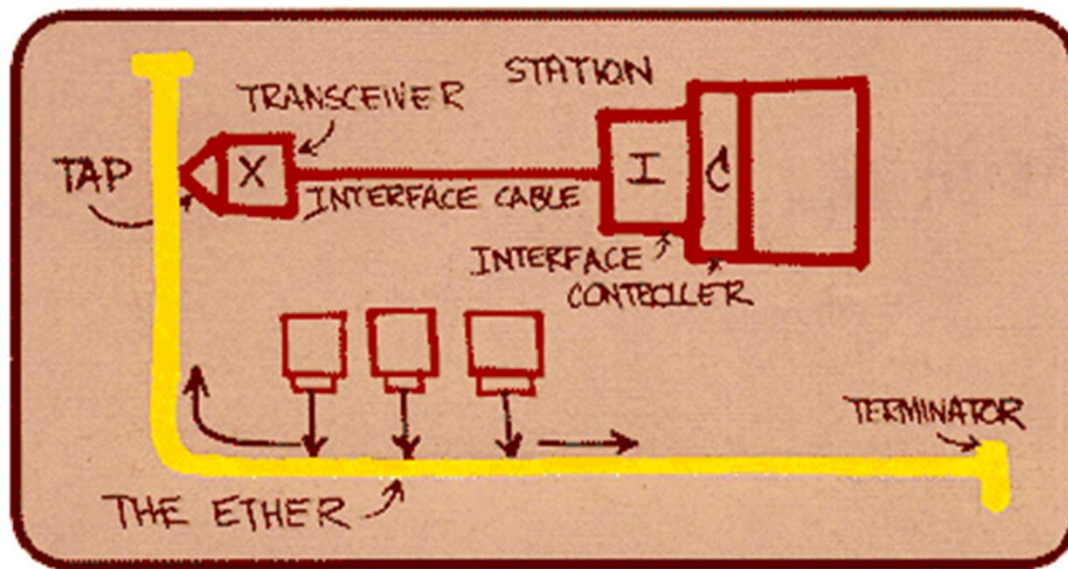 STATION
TRANSCEIVER
TAP
X
I
C
INTERFACE CABLE
INTERFACE
CONTROLLER
TERMINATOR
THE ETHER